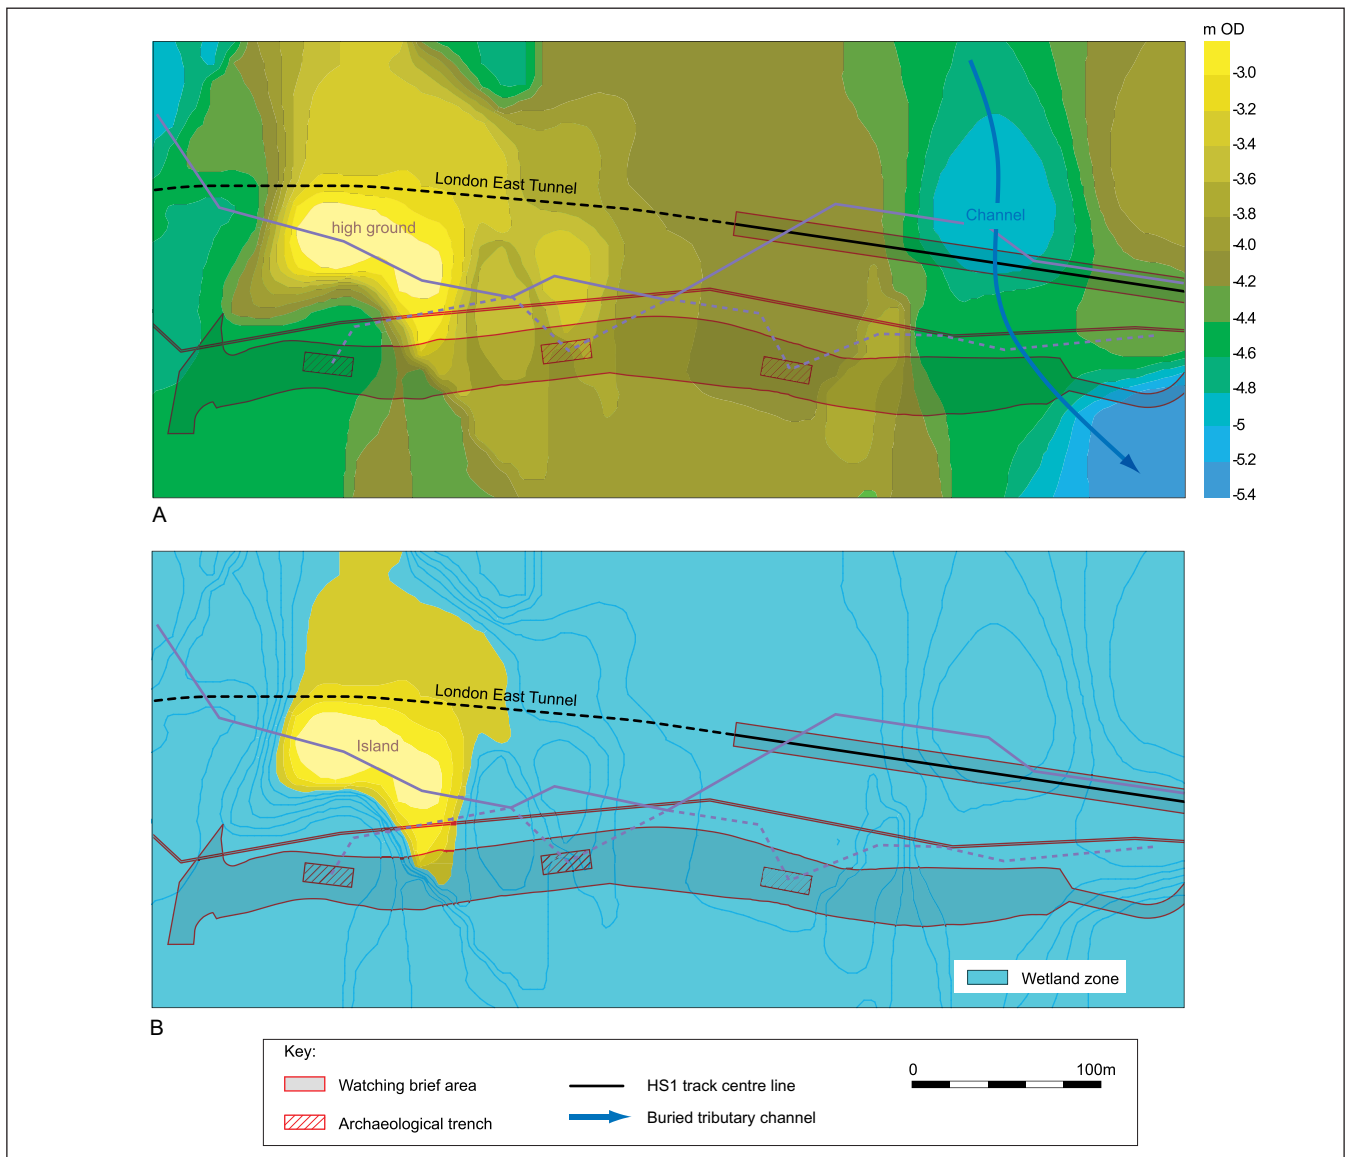 m OD
-3.0
-3.2
-3.4
-3.6
-3.8
-4.0
-4.2
-4.4
-4.6
-4.8
-5
-5.2
-5.4
London East Tunnel
high ground
Channel
A
London East Tunnel
Island
Wetland zone
B
Key:
Watching brief area
Archaeological trench
HS1 track centre line
Buried tributary channel
0 100m